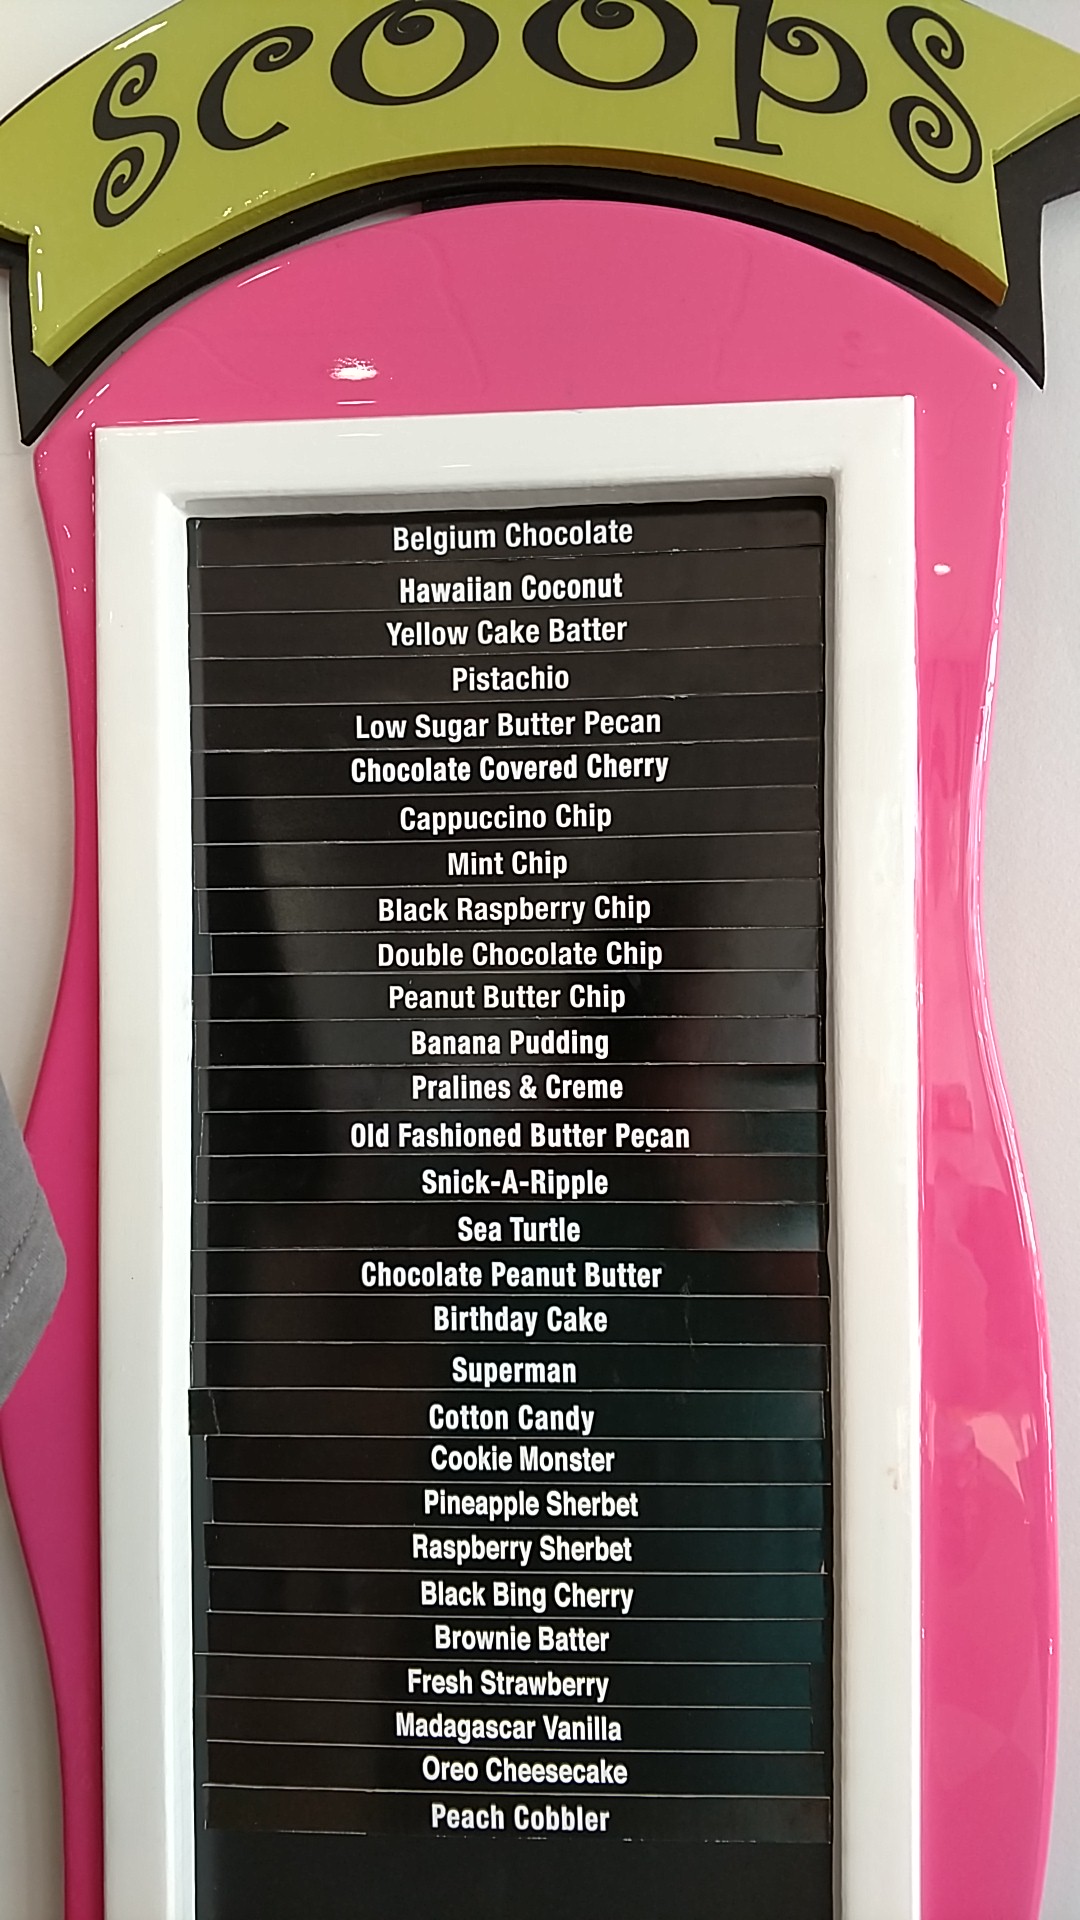 scoops
Belgium Chocolate
Hawaiian Coconut
Yellow Cake Batter
Pistachio
Low Sugar Butter Pecan
Chocolate Covered Cherry
Cappuccino Chip
Mint Chip
Black Raspberry Chip
Double Chocolate Chip
Peanut Butter Chip
Banana Pudding
Pralines & Creme
Old Fashioned Butter Pecan
Snick-A-Ripple
Sea Turtle
Chocolate Peanut Butter
Birthday Cake
Superman
Cotton Candy
Cookie Monster
Pineapple Sherbet
Raspberry Sherbet
Black Bing Cherry
Brownie Batter
Fresh Strawberry
Madagascar Vanilla
Oreo Cheesecake
Peach Cobbler